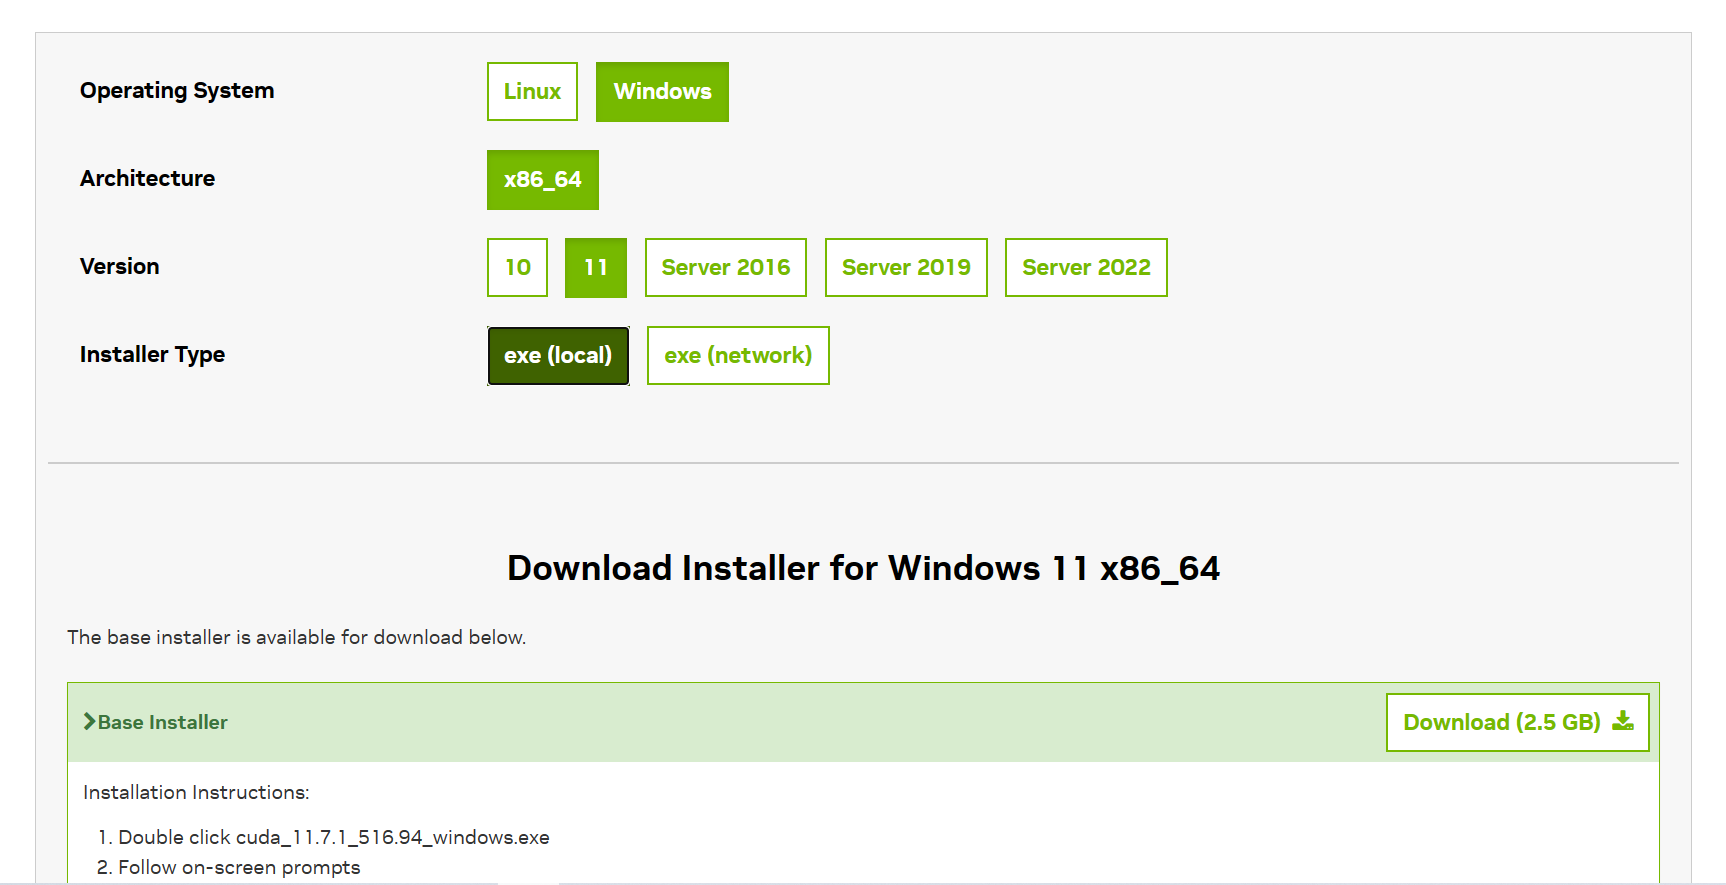 Operating System Linux Windows
Architecture x86_64
Version 10 11 Server 2016 Server 2019 Server 2022
Installer Type exe (local) exe (network)
Download Installer for Windows 11 x86_64
The base installer is available for download below.
Base Installer Download (2.5 GB)
Installation Instructions:
1. Double click cuda_11.7.1_516.94_windows.exe
2. Follow on-screen prompts